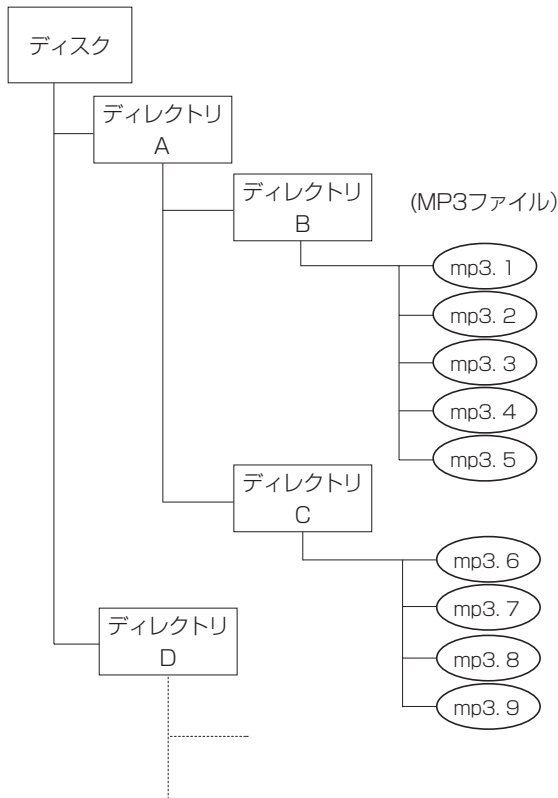 ディスク
ディレクトリ
A
ディレクトリ
B
(MP3ファイル)
mp3. 1
mp3. 2
mp3. 3
mp3. 4
mp3. 5
ディレクトリ
C
mp3. 6
mp3. 7
mp3. 8
mp3. 9
ディレクトリ
D